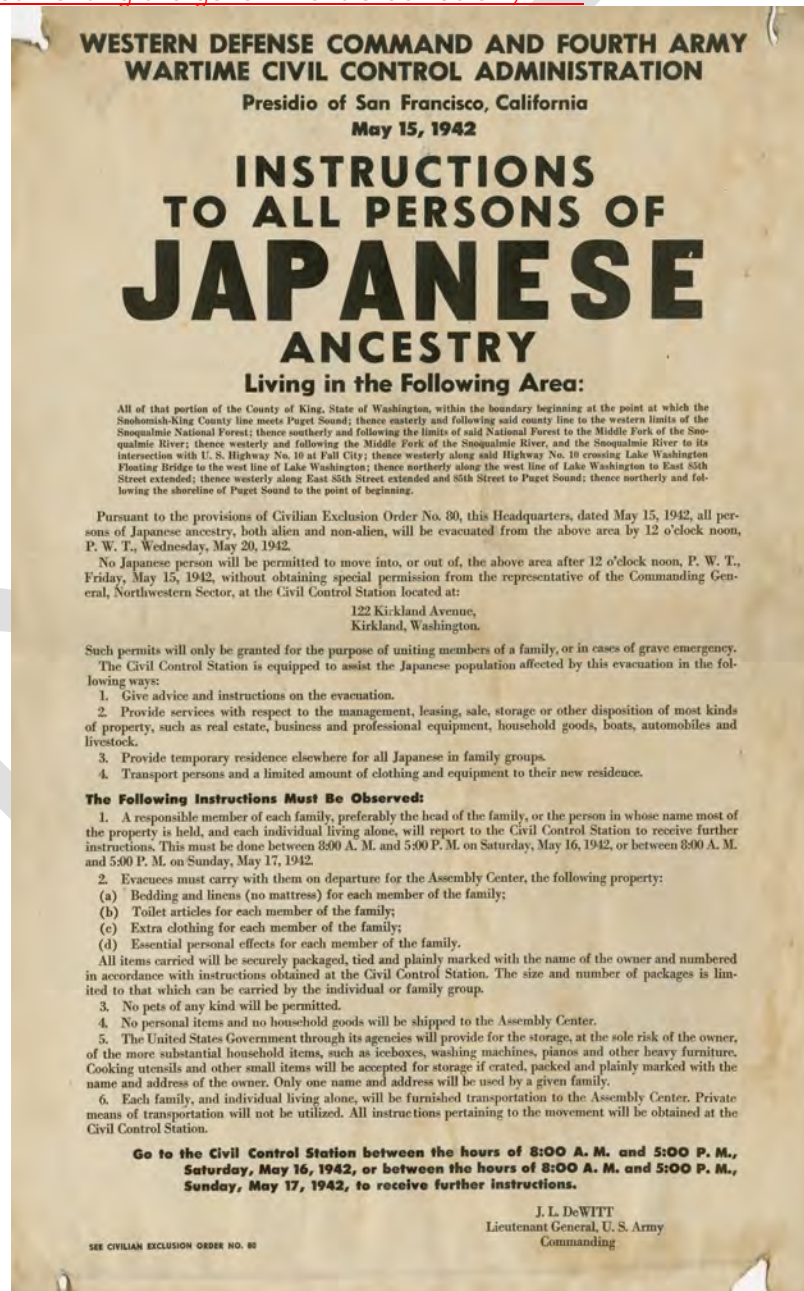 WESTERN DEFENSE COMMAND AND FOURTH ARMY
WARTIME CIVIL CONTROL ADMINISTRATION
Presidio of San Francisco, California
May 15, 1942
INSTRUCTIONS
TO ALL PERSONS OF
JAPANESE
ANCESTRY
Living in the Following Area:
All of that portion of the County of King, State of Washington, within the boundary beginning at the point at which the
Snohomish-King County line meets Puget Sound; thence easterly and following said county line to the western limits of the
Snoqualmie National Forest; thence southerly and following the limits of said National Forest to the Middle Fork of the Sno-
qualmie River; thence westerly and following the Middle Fork of the Snoqualmie River, and the Snoqualmie River to its
intersection with U. S. Highway No. 10 at Fall City; thence westerly along said Highway No. 10 crossing Lake Washington
Floating Bridge to the west line of Lake Washington; thence northerly along the west line of Lake Washington to East 85th
Street extended; thence westerly along East 85th Street extended and 85th Street to Puget Sound; thence northerly and fol-
lowing the shoreline of Puget Sound to the point of beginning.
Pursuant to the provisions of Civilian Exclusion Order No. 80, this Headquarters, dated May 15, 1942, all per-
sons of Japanese ancestry, both alien and non-alien, will be evacuated from the above area by 12 o'clock noon,
P. W. T., Wednesday, May 20, 1942.
No Japanese person will be permitted to move into, or out of, the above area after 12 o'clock noon, P. W. T.,
Friday, May 15, 1942, without obtaining special permission from the representative of the Commanding Gen-
eral, Northwestern Sector, at the Civil Control Station located at:
122 Kirkland Avenue,
Kirkland, Washington.
Such permits will only be granted for the purpose of uniting members of a family, or in cases of grave emergency.
The Civil Control Station is equipped to assist the Japanese population affected by this evacuation in the fol-
lowing ways:
1. Give advice and instructions on the evacuation.
2. Provide services with respect to the management, leasing, sale, storage or other disposition of most kinds
of property, such as real estate, business and professional equipment, household goods, boats, automobiles and
livestock.
3. Provide temporary residence elsewhere for all Japanese in family groups.
4. Transport persons and a limited amount of clothing and equipment to their new residence.
The Following Instructions Must Be Observed:
1. A responsible member of each family, preferably the head of the family, or the person in whose name most of
the property is held, and each individual living alone, will report to the Civil Control Station to receive further
instructions. This must be done between 8:00 A. M. and 5:00 P. M. on Saturday, May 16, 1942, or between 8:00 A. M.
and 5:00 P. M. on Sunday, May 17, 1942.
2. Evacuees must carry with them on departure for the Assembly Center, the following property:
(a) Bedding and linens (no mattress) for each member of the family;
(b) Toilet articles for each member of the family;
(c) Extra clothing for each member of the family;
(d) Essential personal effects for each member of the family.
All items carried will be securely packaged, tied and plainly marked with the name of the owner and numbered
in accordance with instructions obtained at the Civil Control Station. The size and number of packages is lim-
ited to that which can be carried by the individual or family group.
3. No pets of any kind will be permitted.
4. No personal items and no household goods will be shipped to the Assembly Center.
5. The United States Government through its agencies will provide for the storage, at the sole risk of the owner,
of the more substantial household items, such as iceboxes, washing machines, pianos and other heavy furniture.
Cooking utensils and other small items will be accepted for storage if crated, packed and plainly marked with the
name and address of the owner. Only one name and address will be used by a given family.
6. Each family, and individual living alone, will be furnished transportation to the Assembly Center. Private
means of transportation will not be utilized. All instructions pertaining to the movement will be obtained at the
Civil Control Station.
Go to the Civil Control Station between the hours of 8:00 A. M. and 5:00 P. M.,
Saturday, May 16, 1942, or between the hours of 8:00 A. M. and 5:00 P. M.,
Sunday, May 17, 1942, to receive further instructions.
J. L. DeWITT
Lieutenant General, U. S. Army
Commanding
SEE CIVILIAN EXCLUSION ORDER NO. 80